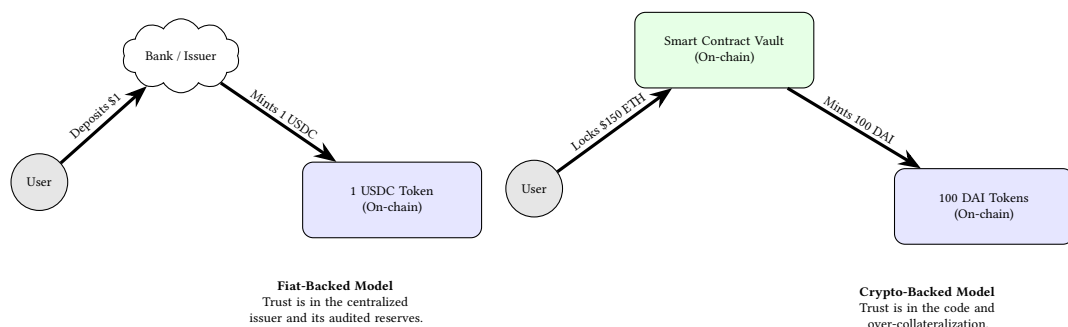 Bank / Issuer
Deposits $1
Mints 1 USDC
User
1 USDC Token
(On-chain)
Fiat-Backed Model
Trust is in the centralized
issuer and its audited reserves.
Smart Contract Vault
(On-chain)
Locks $150 ETH
Mints 100 DAI
User
100 DAI Tokens
(On-chain)
Crypto-Backed Model
Trust is in the code and
over-collateralization.